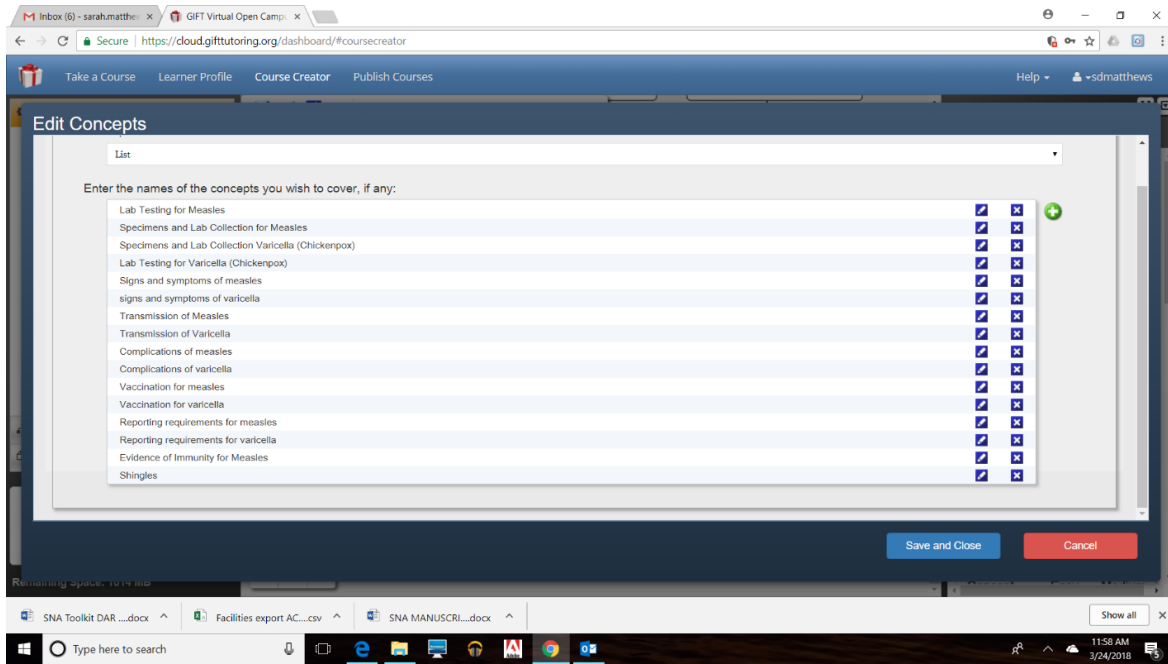 Inbox (6) - sarah.matthe
GIFT Virtual Open Camp
Secure | https://cloud.gifttutoring.org/dashboard/#coursecreator
Take a Course Learner Profile Course Creator Publish Courses Help sdmatthews
Edit Concepts
List
Enter the names of the concepts you wish to cover, if any:
Lab Testing for Measles
Specimens and Lab Collection for Measles
Specimens and Lab Collection Varicella (Chickenpox)
Lab Testing for Varicella (Chickenpox)
Signs and symptoms of measles
signs and symptoms of varicella
Transmission of Measles
Transmission of Varicella
Complications of measles
Complications of varicella
Vaccination for measles
Vaccination for varicella
Reporting requirements for measles
Reporting requirements for varicella
Evidence of Immunity for Measles
Shingles
Save and Close Cancel
Remaining Space: 1014 MB
SNA Toolkit DAR ....docx Facilities export AC....csv SNA MANUSCRI....docx Show all
Type here to search
11:58 AM
3/24/2018